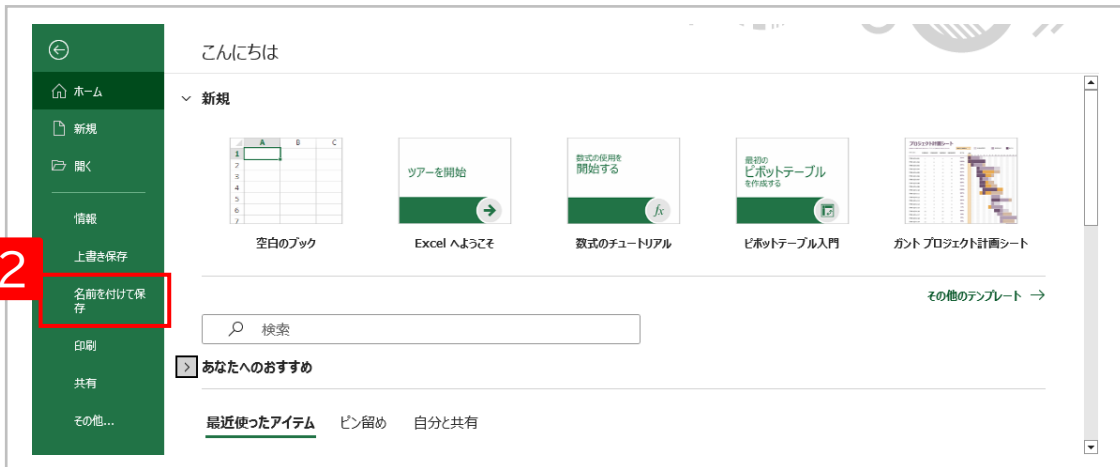 こんにちは
ホーム
新規
開く
情報
上書き保存
2
名前を付けて保
存
印刷
共有
その他...
新規
A B C
1
2
3
4
5
6
7
空白のブック
ツアーを開始
Excel へようこそ
数式の使用を
開始する
fx
数式のチュートリアル
最初の
ピボットテーブル
を作成する
ピボットテーブル入門
プロジェクト計画シート
ガント プロジェクト計画シート
その他のテンプレート →
検索
あなたへのおすすめ
最近使ったアイテム ピン留め 自分と共有